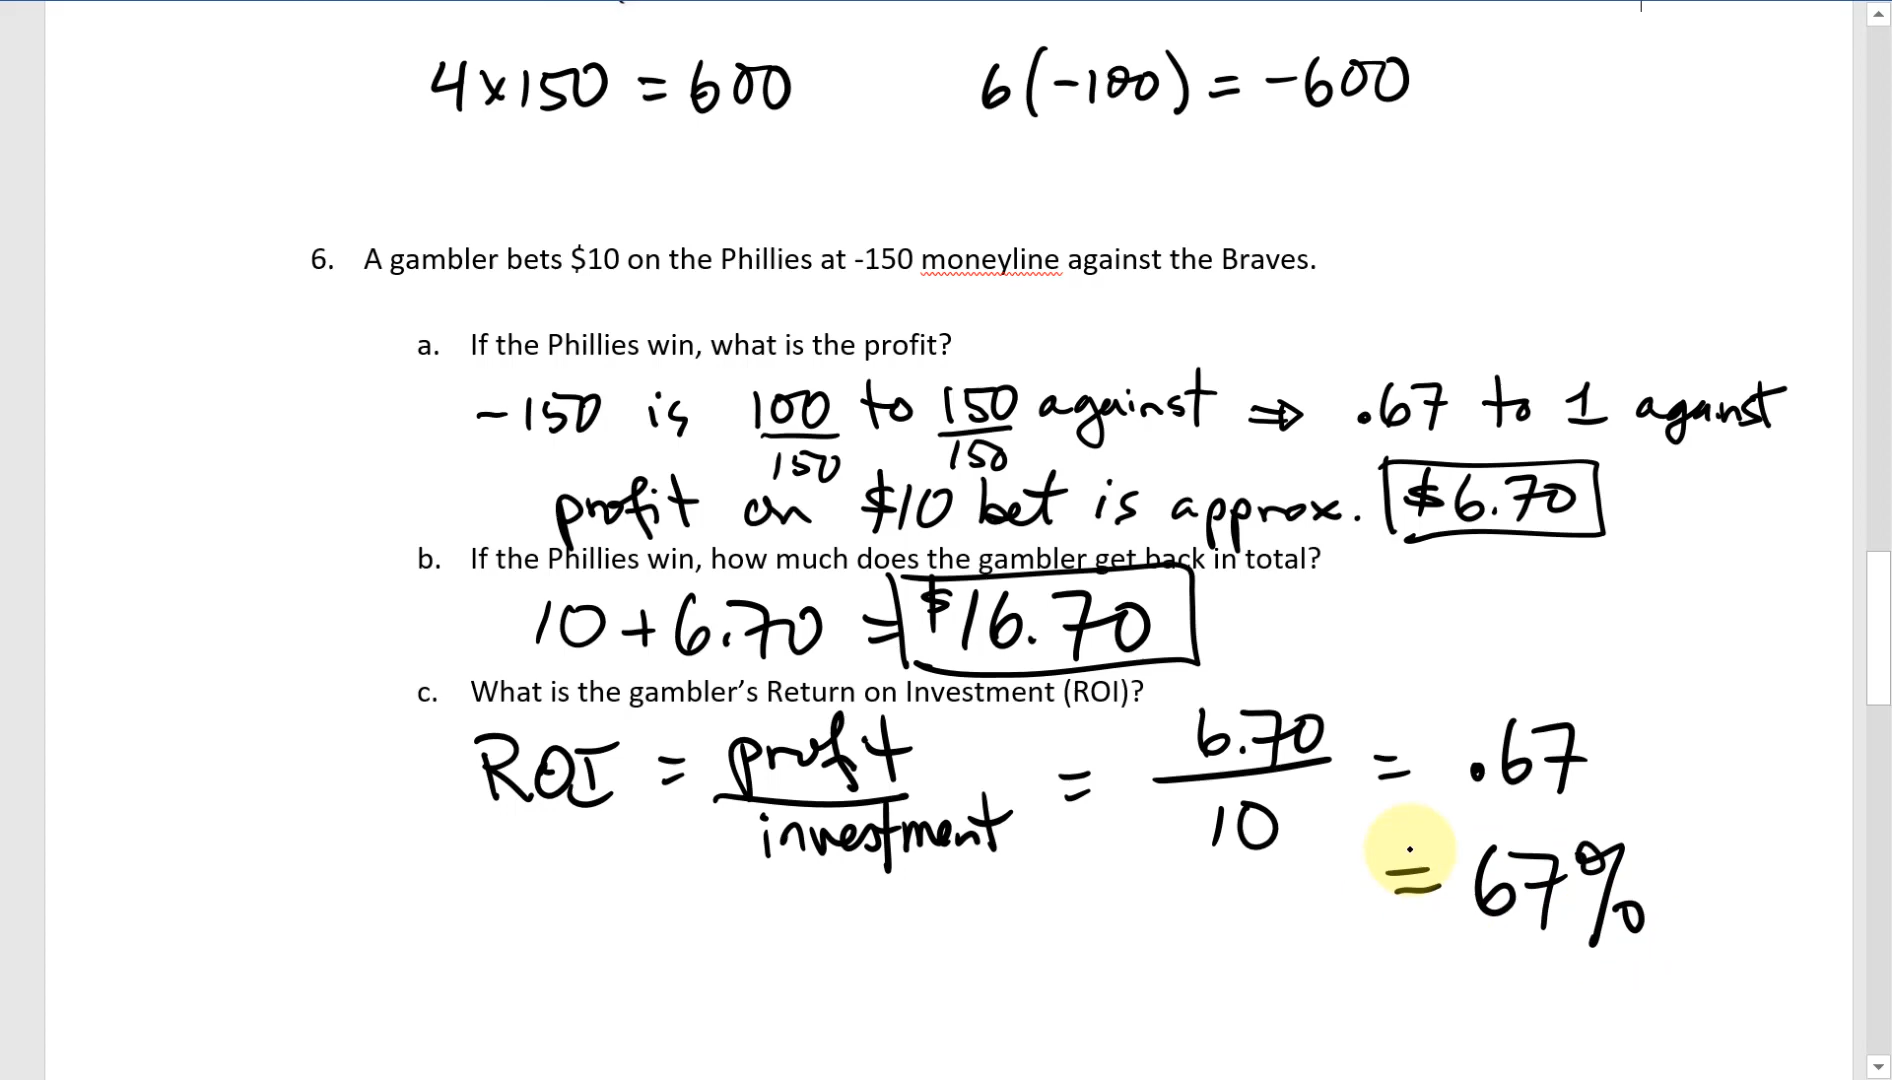 4 x 150 = 600 6(-100) = -600
6. A gambler bets $10 on the Phillies at -150 moneyline against the Braves.
a. If the Phillies win, what is the profit?
-150 is 100/150 to 150/150 against ⇒ .67 to 1 against
profit on $10 bet is approx. $6.70
b. If the Phillies win, how much does the gambler get back in total?
10 + 6.70 = $16.70
c. What is the gambler's Return on Investment (ROI)?
ROI = profit/investment = 6.70/10 = .67
= 67%